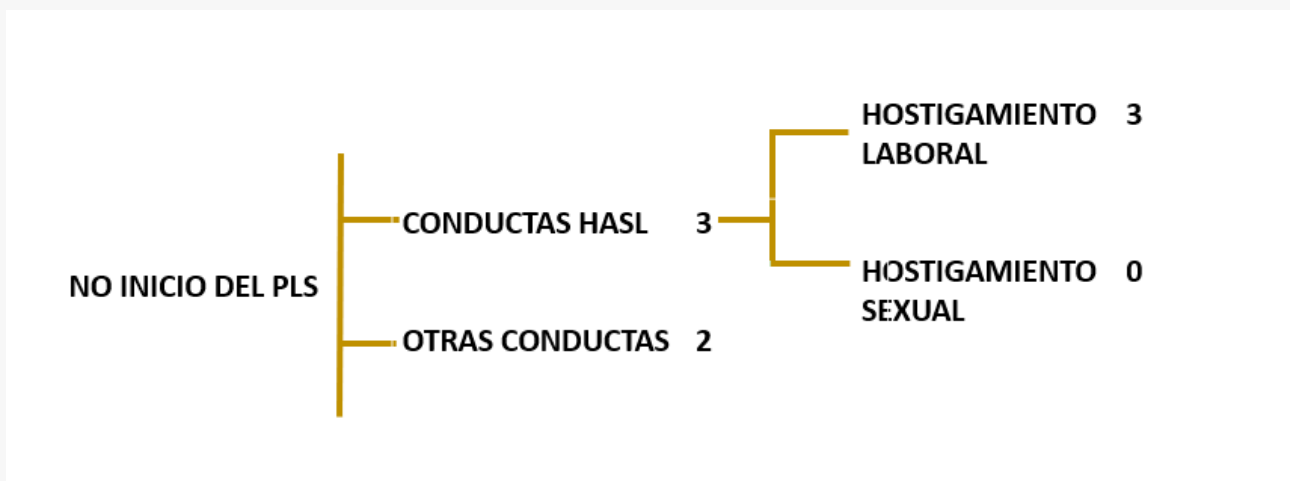 NO INICIO DEL PLS
CONDUCTAS HASL 3
HOSTIGAMIENTO 3
LABORAL
HOSTIGAMIENTO 0
SEXUAL
OTRAS CONDUCTAS 2